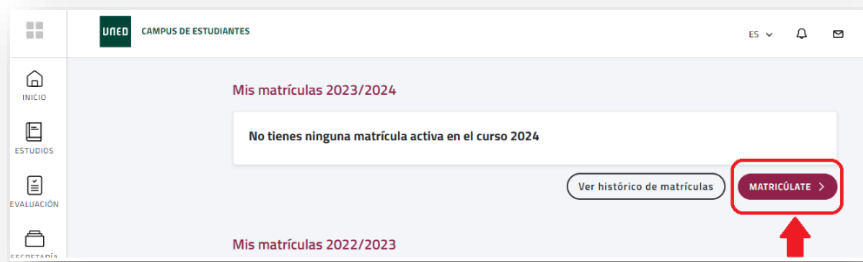 UNED CAMPUS DE ESTUDIANTES
ES
INICIO
ESTUDIOS
EVALUACIÓN
SECRETARÍA
Mis matrículas 2023/2024
No tienes ninguna matrícula activa en el curso 2024
Ver histórico de matrículas
MATRICÚLATE
Mis matrículas 2022/2023